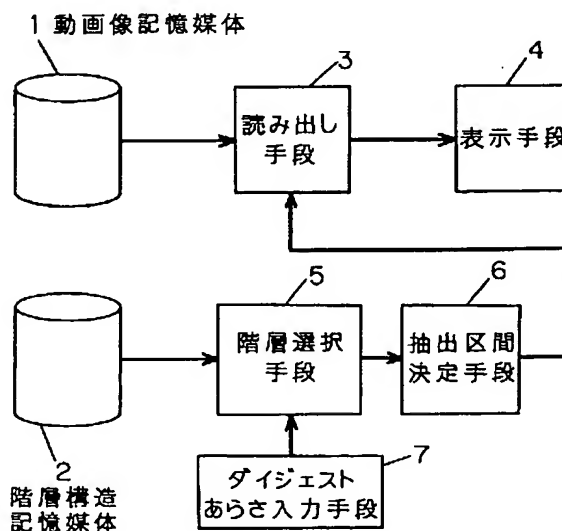 1 動画像記憶媒体
3
読み出し
手段
4
表示手段
5
階層選択
手段
6
抽出区間
決定手段
2
階層構造
記憶媒体
7
ダイジェスト
あらさ入力手段